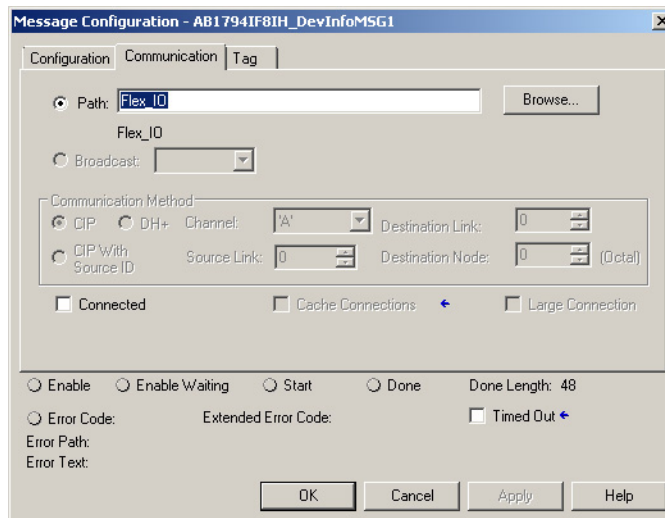 Message Configuration - AB1794IF8IH_DevInfoMSG1
Configuration Communication Tag
Path: Flex_IO Browse...
Flex_IO
Broadcast:
Communication Method
CIP DH+ Channel: 'A' Destination Link: 0
CIP With Source ID Source Link: 0 Destination Node: 0 (Octal)
Connected Cache Connections Large Connection
Enable Enable Waiting Start Done Done Length: 48
Error Code: Extended Error Code: Timed Out
Error Path:
Error Text:
OK Cancel Apply Help